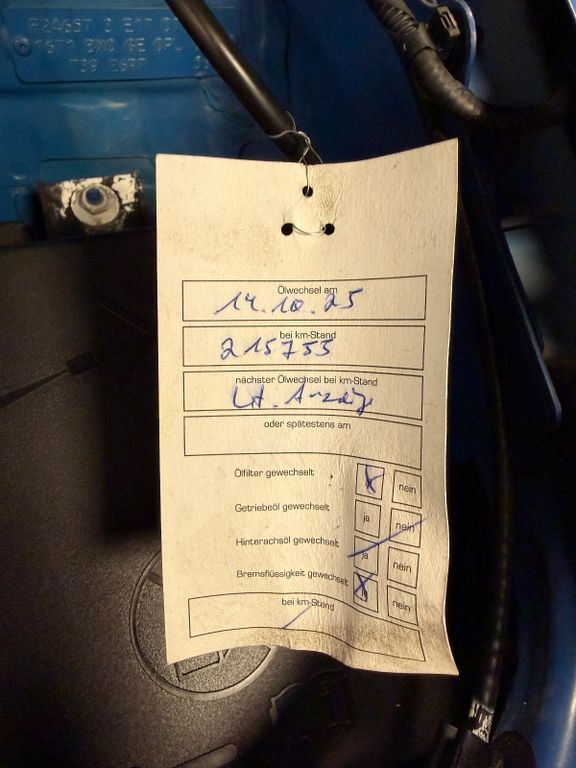 Ölwechsel am
14.10.25
bei km-Stand
215755
nächster Ölwechsel bei km-Stand
Lt. Anzeige
oder spätestens am
Ölfilter gewechselt nein
Getriebeöl gewechselt ja nein
Hinterachsöl gewechselt ja nein
Bremsflüssigkeit gewechselt nein
bei km-Stand